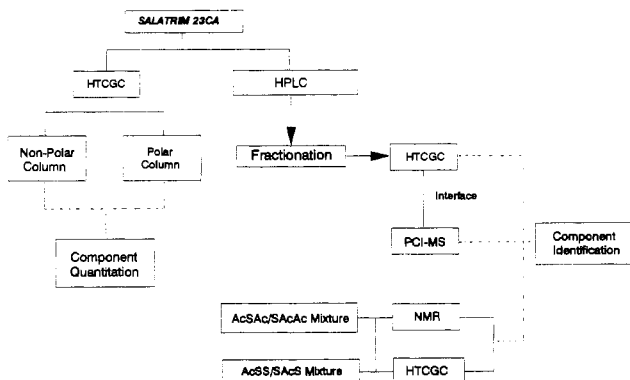 SALATRIM 23CA
HTCGC
HPLC
Non-Polar
Column
Polar
Column
Fractionation
HTCGC
Interface
PCI-MS
Component
Identification
Component
Quantitation
AcSAc/SAcAc Mixture
NMR
AcSS/SAcS Mixture
HTCGC